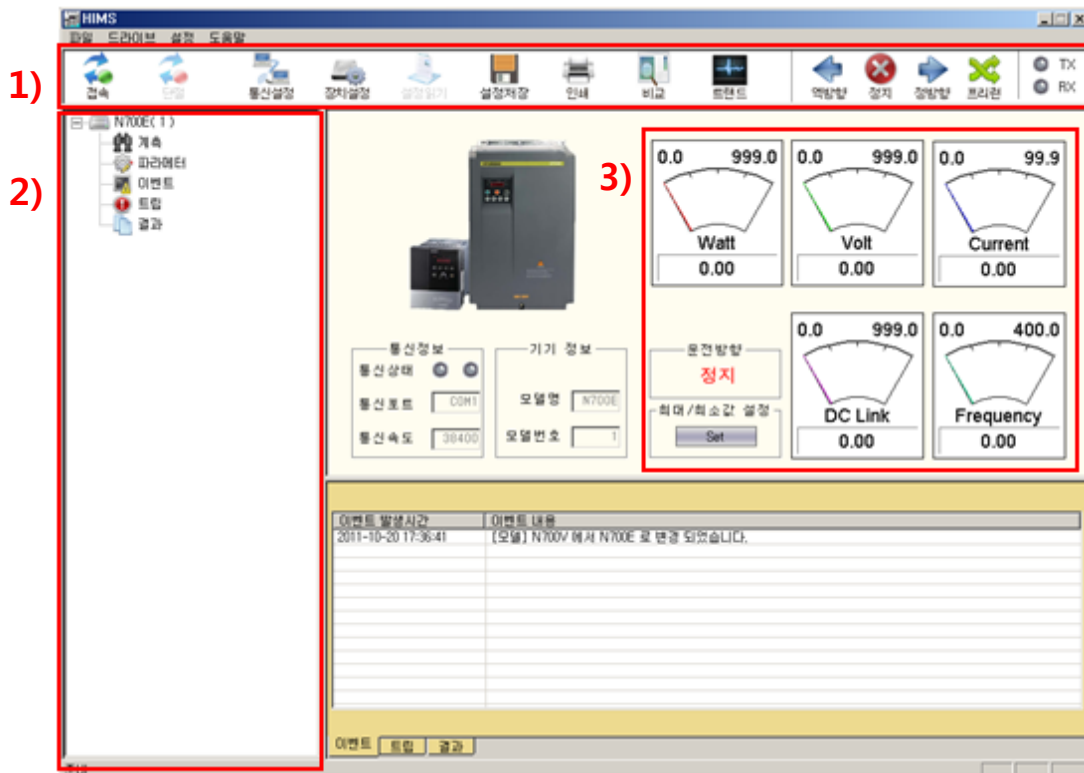 HIMS
파일 드라이브 설정 도움말
1)
접속 단절 통신설정 장치설정 설정읽기 설정저장 인쇄 비교 트랜드 역방향 정지 정방향 프리런 TX
RX
2)
N700E( 1 )
계측
파라메터
이벤트
트립
결과
3)
0.0 999.0
Watt
0.00
0.0 999.0
Volt
0.00
0.0 99.9
Current
0.00
통신정보
통신상태
통신포트 COM1
통신속도 38400
기기 정보
모델명 N700E
모델번호 1
운전방향
정지
최대/최소값 설정
Set
0.0 999.0
DC Link
0.00
0.0 400.0
Frequency
0.00
이벤트 발생시간 이벤트 내용
2011-10-20 17:36:41 [모델] N700V 에서 N700E 로 변경 되었습니다.
이벤트 트립 결과